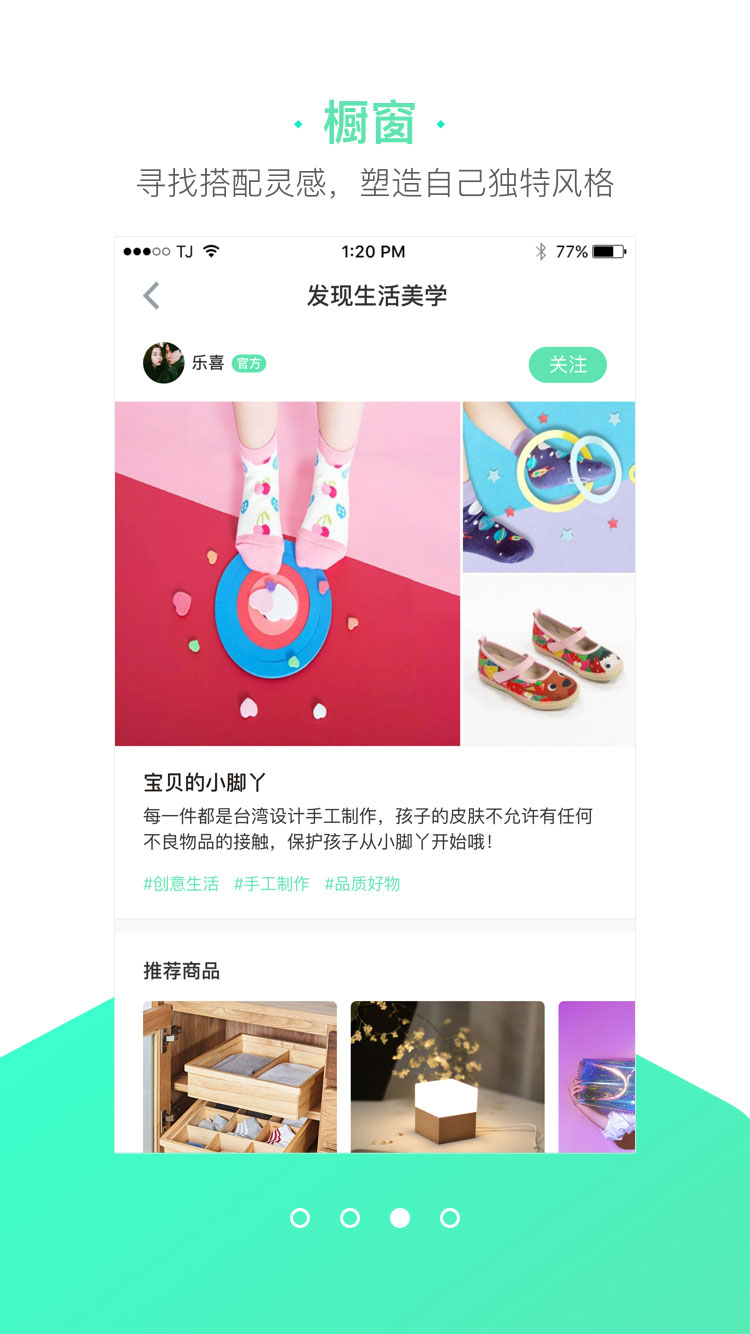 · 橱窗 ·
寻找搭配灵感，塑造自己独特风格
TJ 1:20 PM 77%
发现生活美学
乐喜 官方 关注
宝贝的小脚丫
每一件都是台湾设计手工制作，孩子的皮肤不允许有任何
不良物品的接触，保护孩子从小脚丫开始哦！
#创意生活 #手工制作 #品质好物
推荐商品